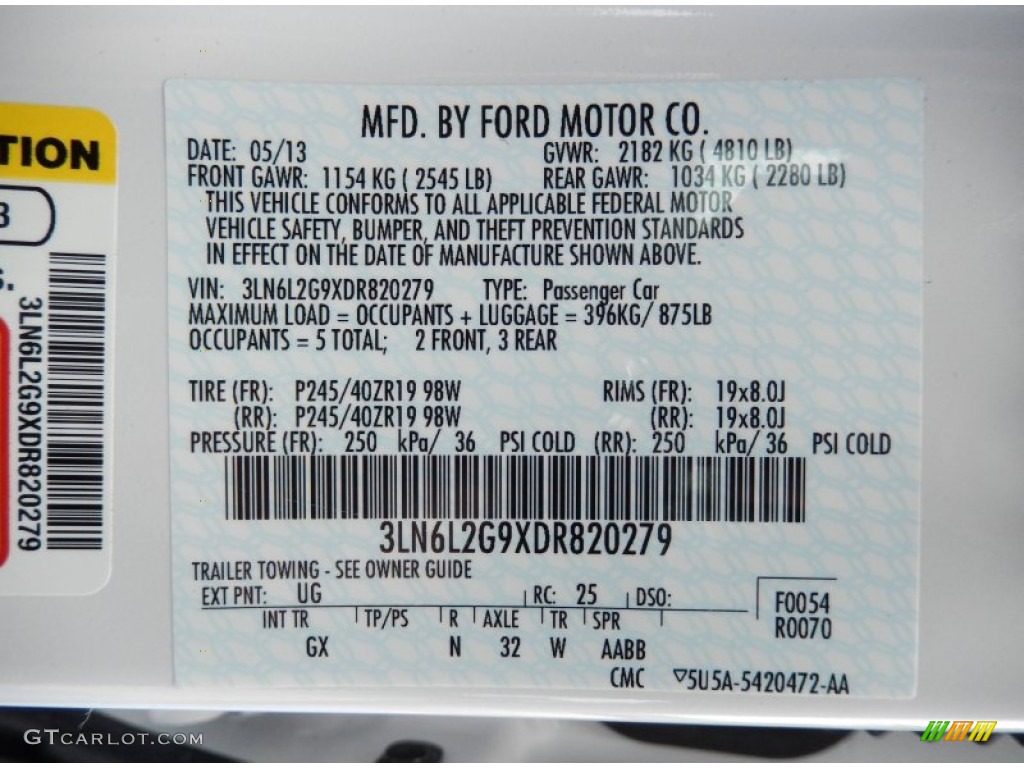 TION
3
S.
3LN6L2G9XDR820279
MFD. BY FORD MOTOR CO.
DATE: 05/13 GVWR: 2182 KG ( 4810 LB)
FRONT GAWR: 1154 KG ( 2545 LB) REAR GAWR: 1034 KG ( 2280 LB)
THIS VEHICLE CONFORMS TO ALL APPLICABLE FEDERAL MOTOR
VEHICLE SAFETY, BUMPER, AND THEFT PREVENTION STANDARDS
IN EFFECT ON THE DATE OF MANUFACTURE SHOWN ABOVE.
VIN: 3LN6L2G9XDR820279 TYPE: Passenger Car
MAXIMUM LOAD = OCCUPANTS + LUGGAGE = 396KG/ 875LB
OCCUPANTS = 5 TOTAL; 2 FRONT, 3 REAR
TIRE (FR): P245/40ZR19 98W RIMS (FR): 19x8.0J
(RR): P245/40ZR19 98W (RR): 19x8.0J
PRESSURE (FR): 250 kPa/ 36 PSI COLD (RR): 250 kPa/ 36 PSI COLD
3LN6L2G9XDR820279
TRAILER TOWING - SEE OWNER GUIDE
EXT PNT: UG RC: 25 DSO: F0054
INT TR TP/PS R AXLE TR SPR R0070
GX N 32 W AABB
CMC ▽5U5A-5420472-AA
GTCARLOT.COM